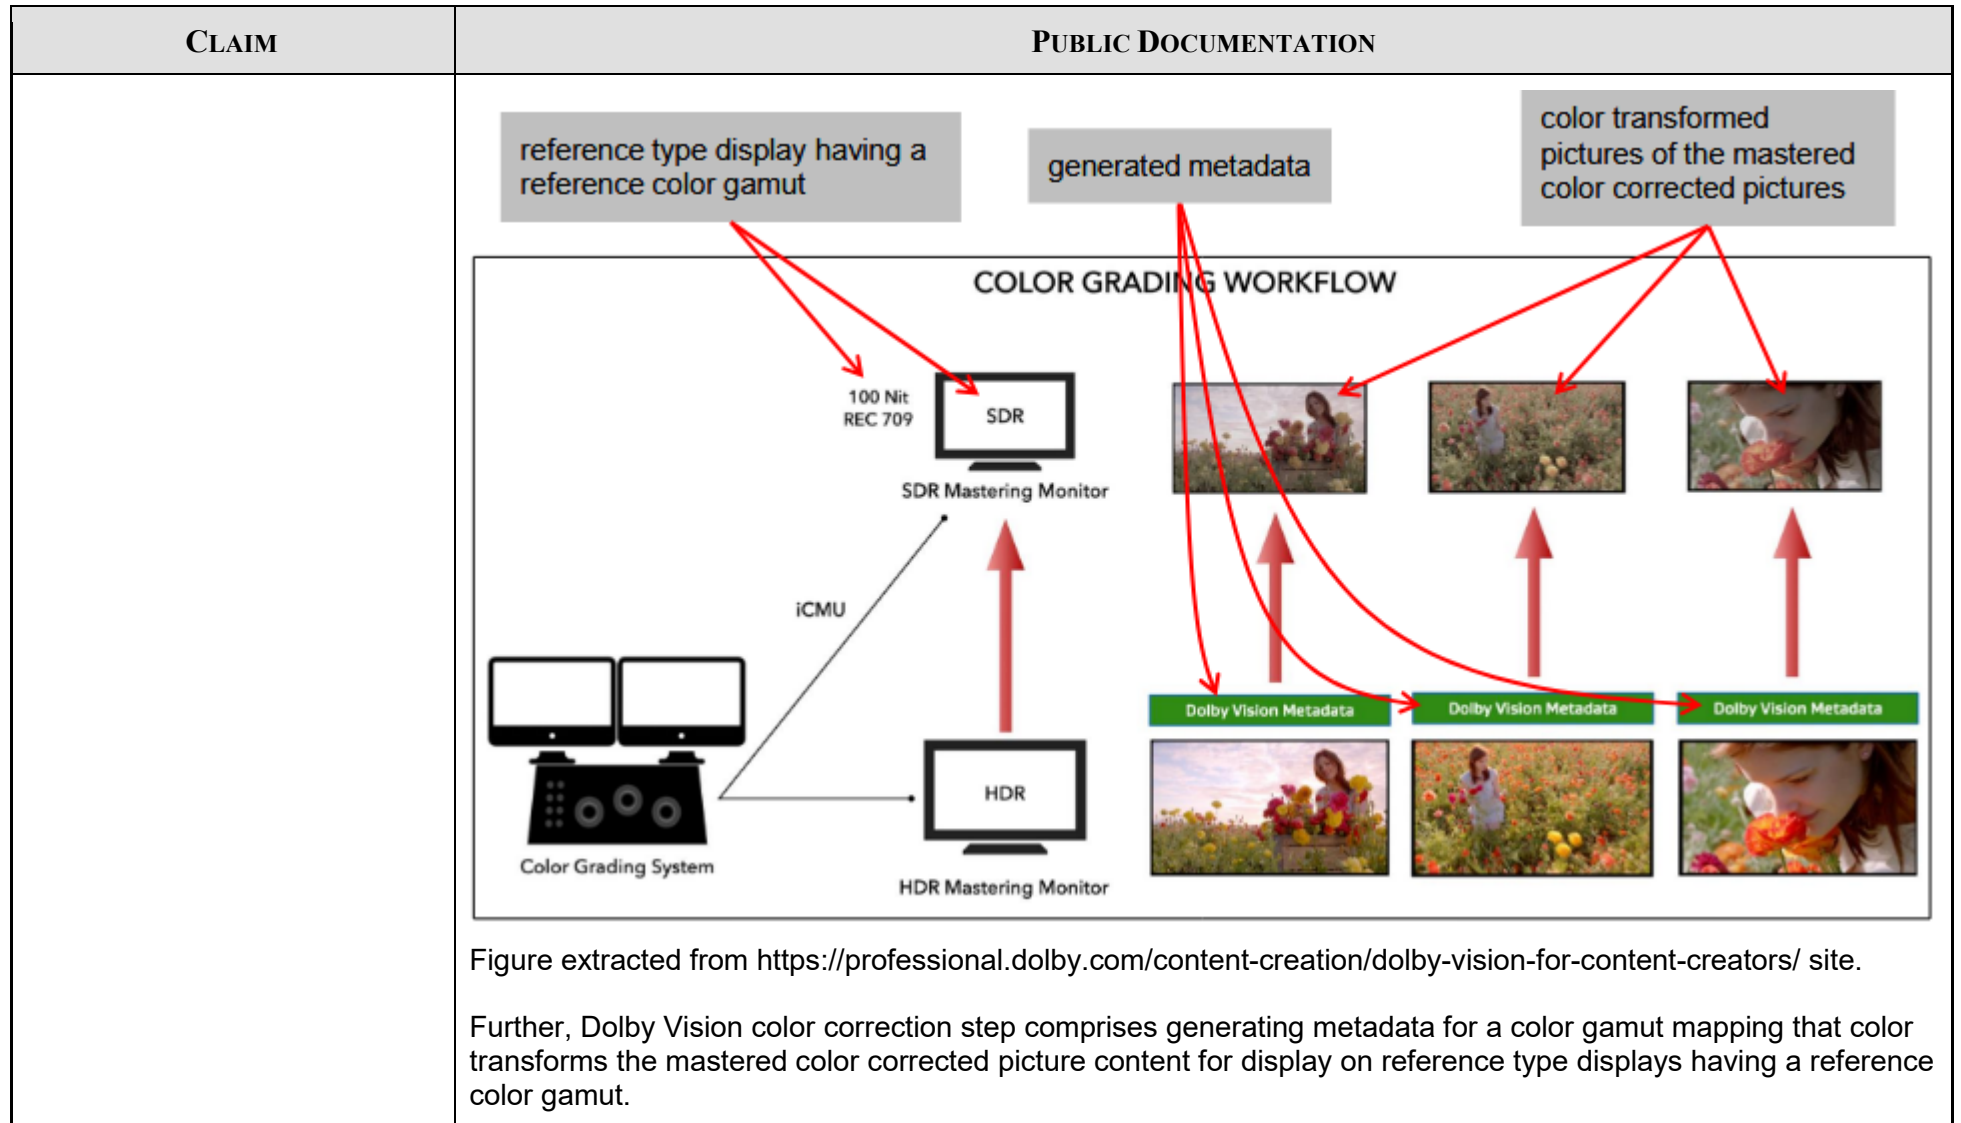 CLAIM
PUBLIC DOCUMENTATION
reference type display having a
reference color gamut
generated metadata
color transformed
pictures of the mastered
color corrected pictures
COLOR GRADING WORKFLOW
100 Nit
REC 709
SDR
SDR Mastering Monitor
iCMU
Dolby Vision Metadata
Dolby Vision Metadata
Dolby Vision Metadata
HDR
Color Grading System
HDR Mastering Monitor
Figure extracted from https://professional.dolby.com/content-creation/dolby-vision-for-content-creators/ site.
Further, Dolby Vision color correction step comprises generating metadata for a color gamut mapping that color
transforms the mastered color corrected picture content for display on reference type displays having a reference
color gamut.